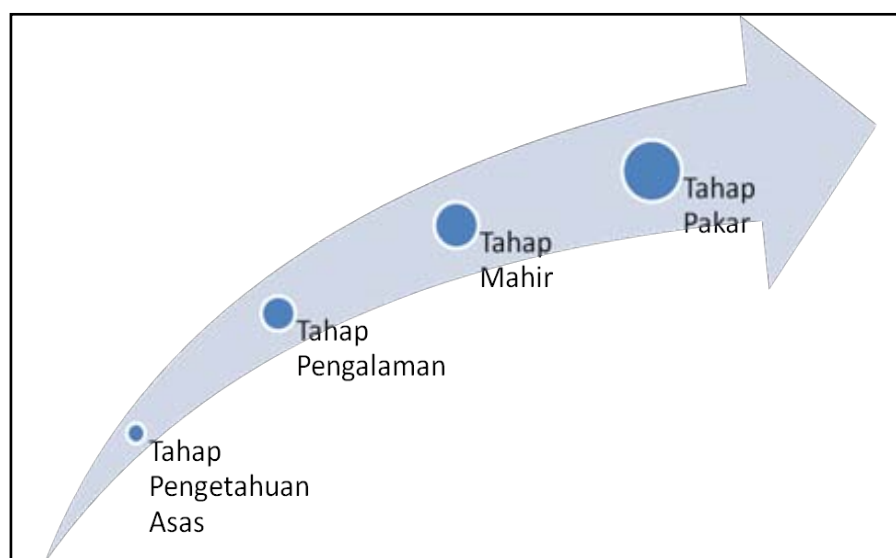 Tahap
Pakar
Tahap
Mahir
Tahap
Pengalaman
Tahap
Pengetahuan
Asas